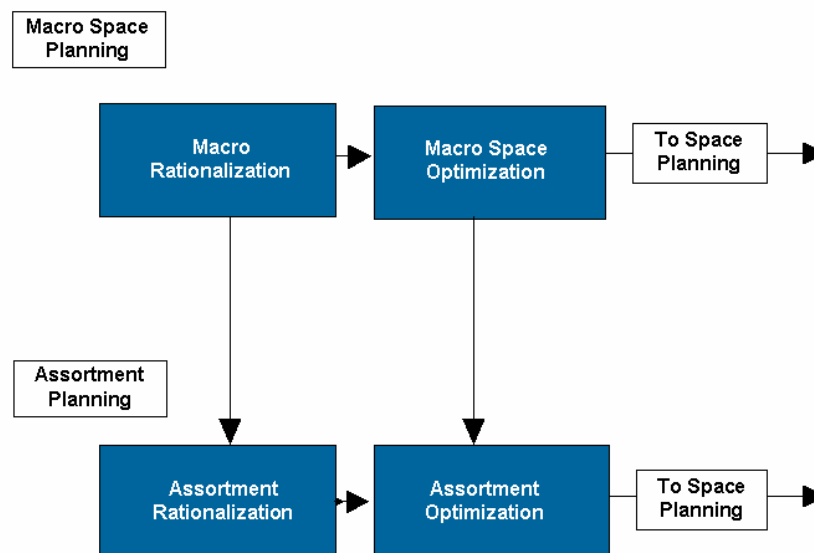 Macro Space
Planning
Macro
Rationalization
Macro Space
Optimization
To Space
Planning
Assortment
Planning
Assortment
Rationalization
Assortment
Optimization
To Space
Planning